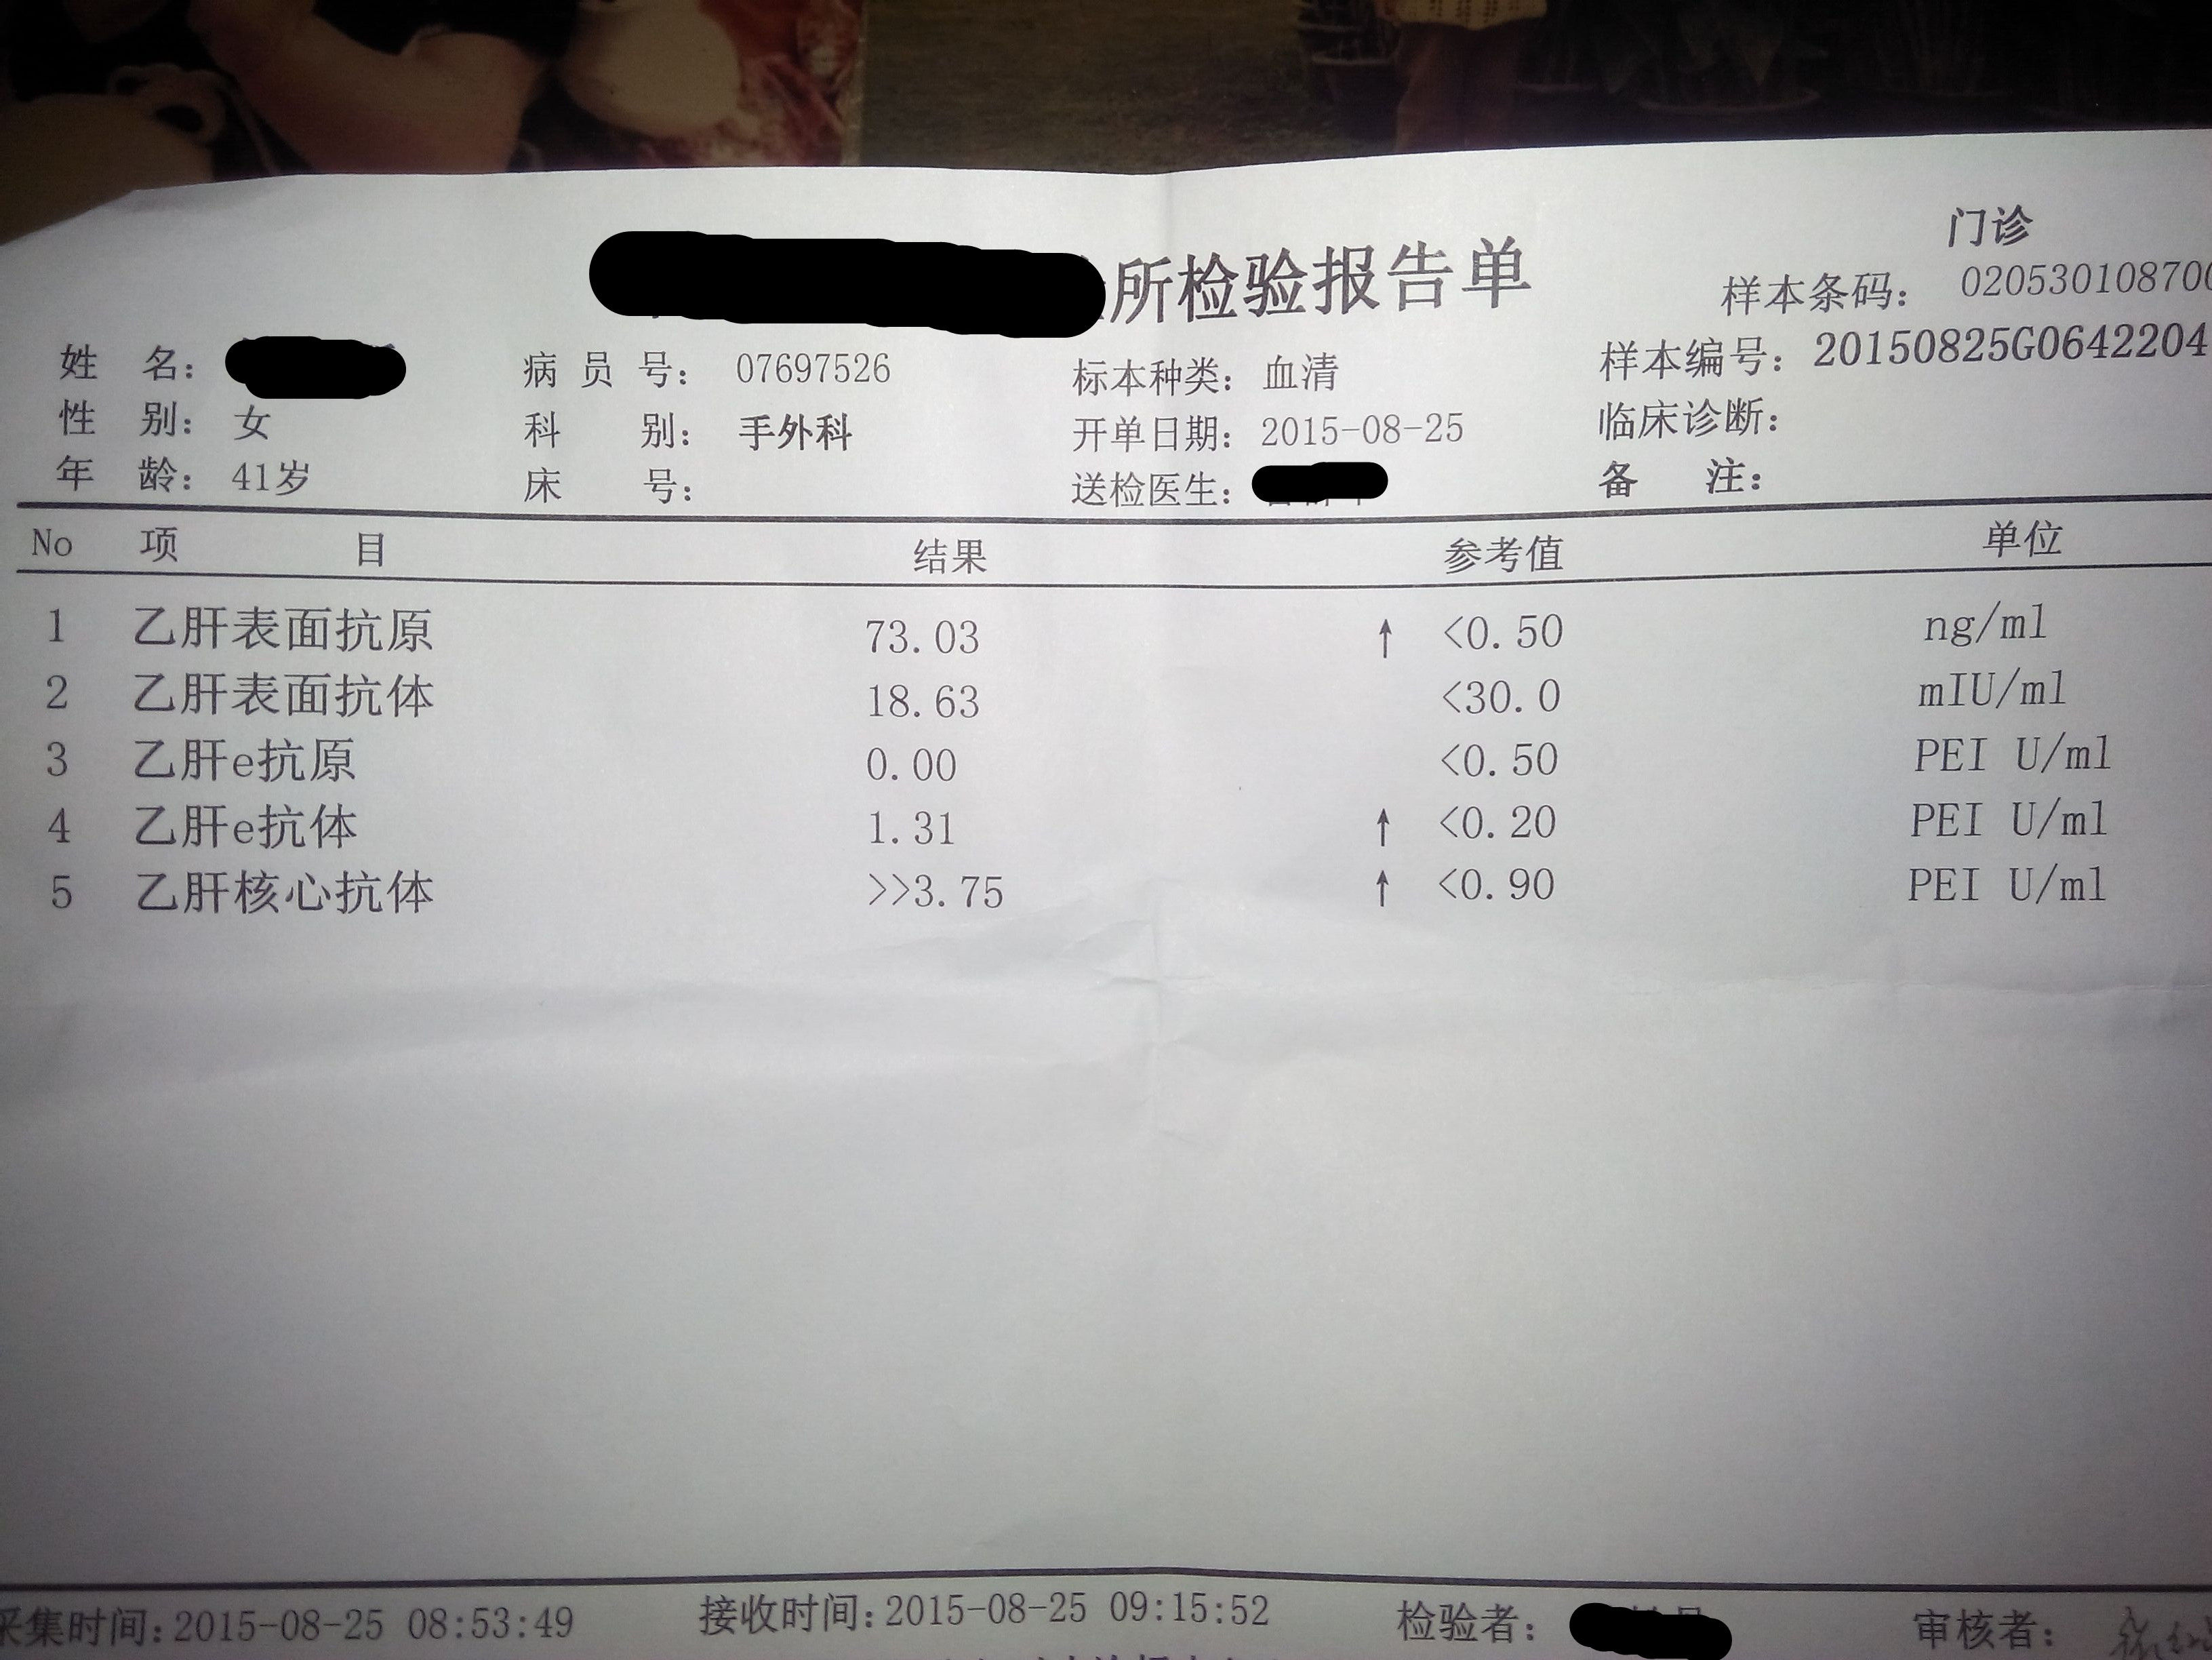 门诊
所检验报告单
样本条码： 02053010870
姓 名： 病 员 号： 07697526 标本种类： 血清 样本编号： 20150825G0642204
性 别： 女 科 别： 手外科 开单日期： 2015-08-25 临床诊断：
年 龄： 41岁 床 号： 送检医生： 备 注：
No 项 目 结果 参考值 单位
1 乙肝表面抗原 73.03 ↑ <0.50 ng/ml
2 乙肝表面抗体 18.63 <30.0 mIU/ml
3 乙肝e抗原 0.00 <0.50 PEI U/ml
4 乙肝e抗体 1.31 ↑ <0.20 PEI U/ml
5 乙肝核心抗体 >>3.75 ↑ <0.90 PEI U/ml
采集时间：2015-08-25 08:53:49 接收时间：2015-08-25 09:15:52 检验者： 审核者：